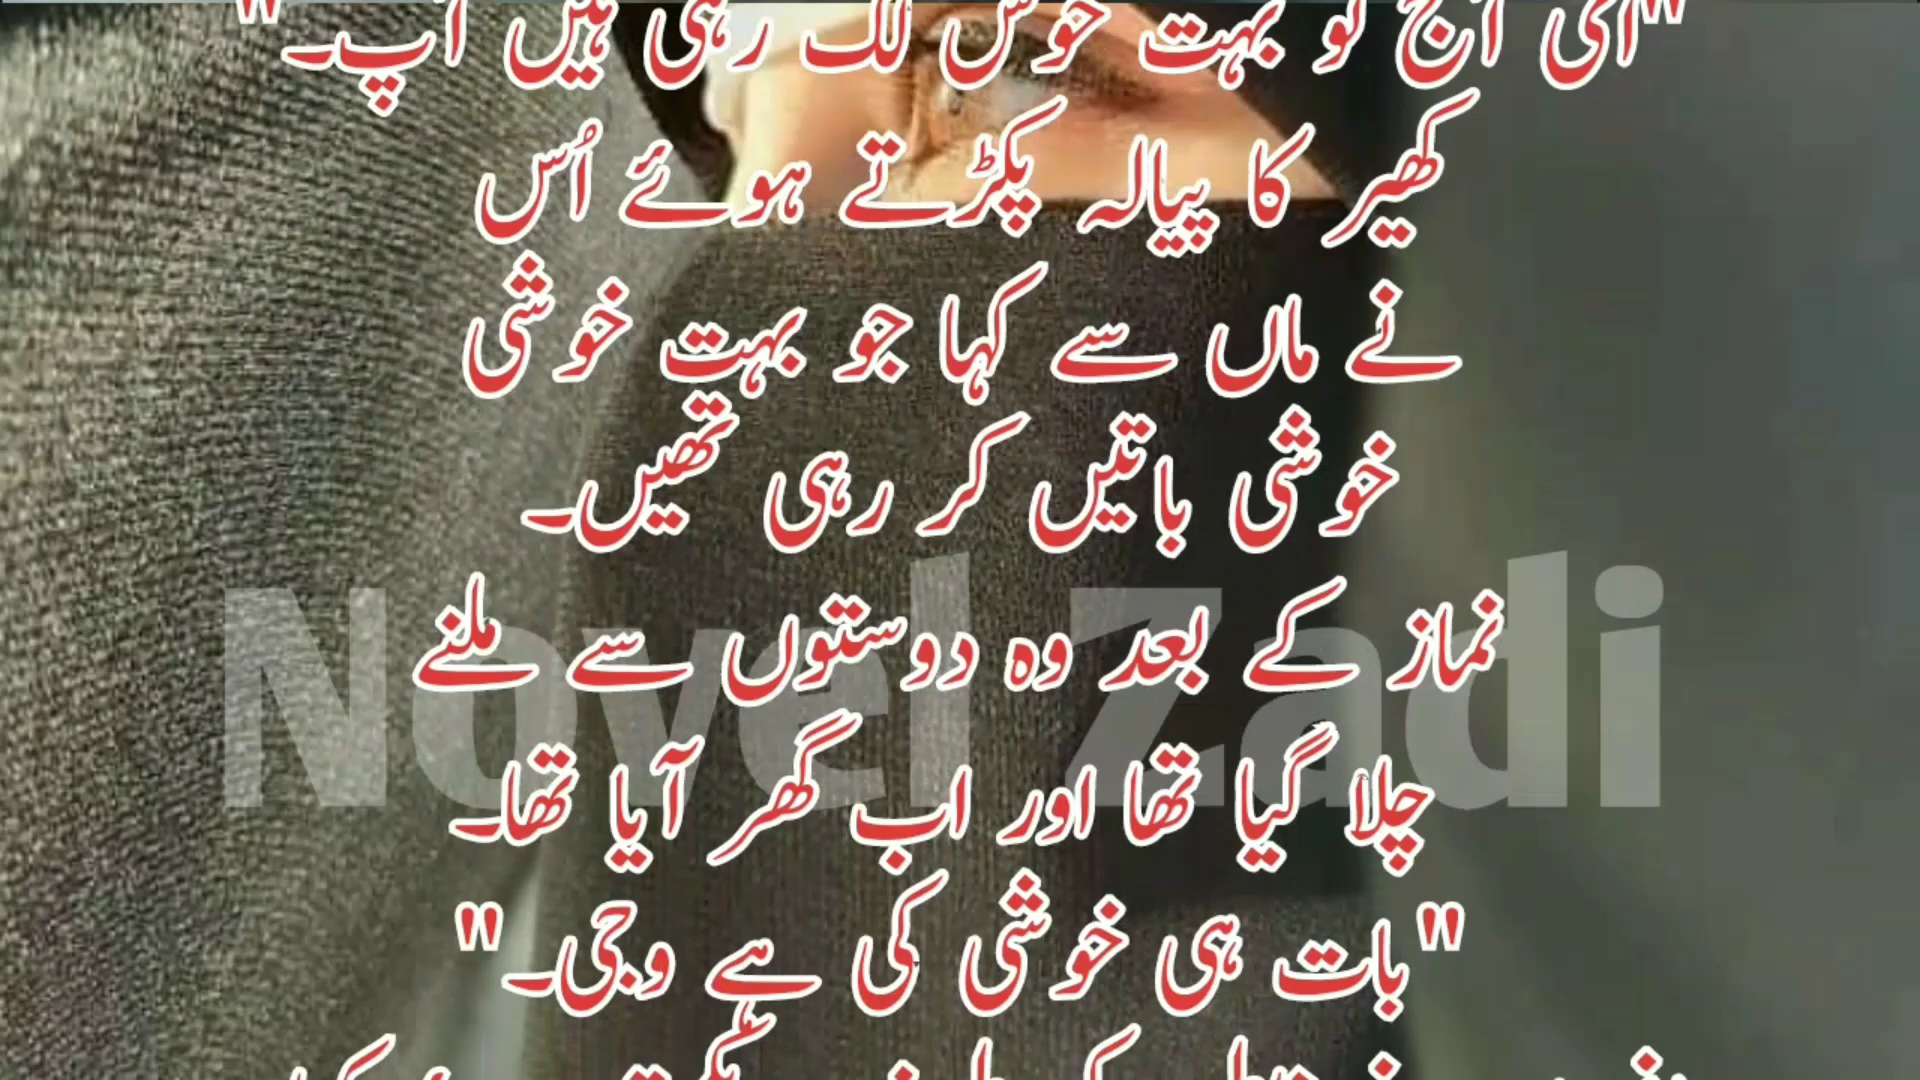 "امی آج تو بہت خوش لگ رہی ہیں آپ۔"
کھیر کا پیالہ پکڑتے ہوئے اُس
نے ماں سے کہا جو بہت خوشی
خوشی باتیں کر رہی تھیں۔
نماز کے بعد وہ دوستوں سے ملنے
چلا گیا تھا اور اب گھر آیا تھا۔
"بات ہی خوشی کی ہے وجی۔"
Novel Zadi